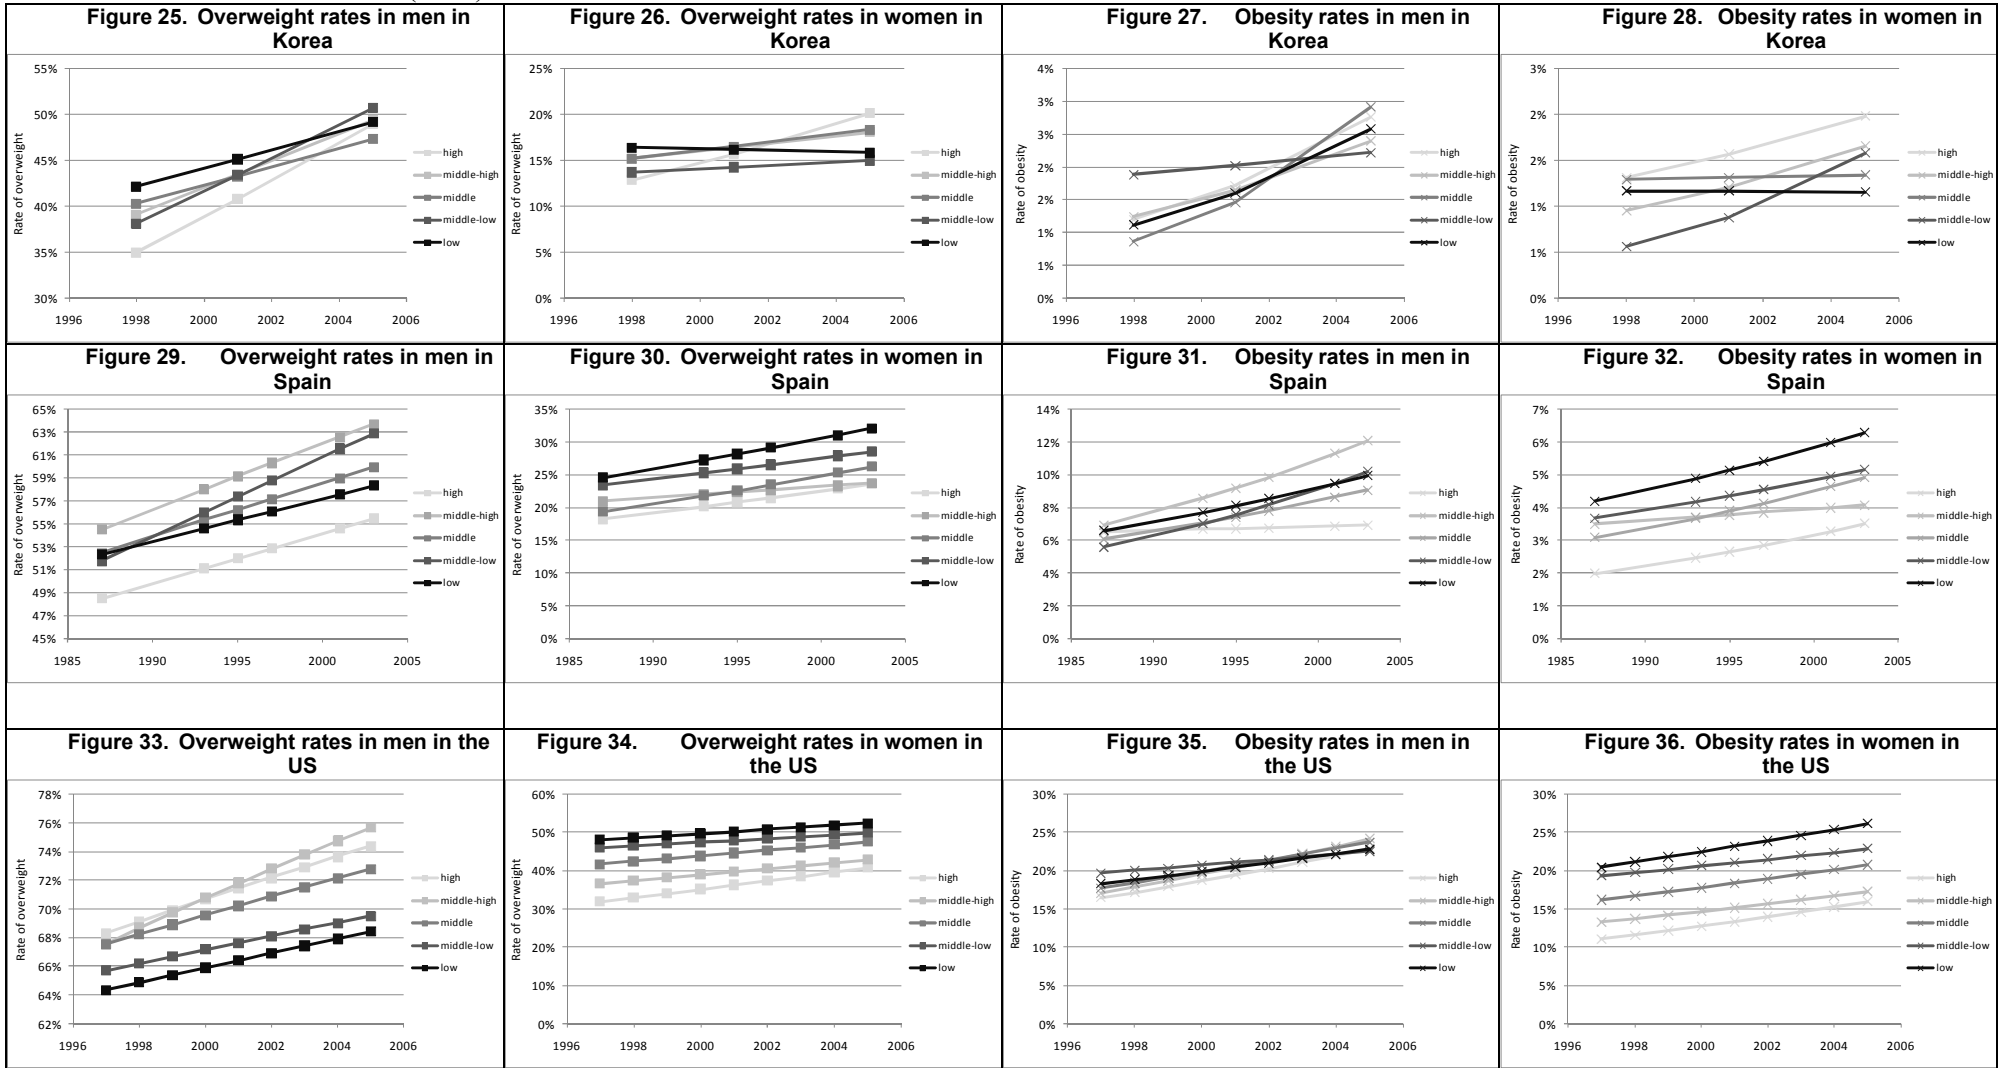 Figure 25. Overweight rates in men in
Korea
55%
50%
45%
40%
35%
30%
Rate of overweight
1996 1998 2000 2002 2004 2006
high
middle-high
middle
middle-low
low
Figure 26. Overweight rates in women in
Korea
25%
20%
15%
10%
5%
0%
Rate of overweight
1996 1998 2000 2002 2004 2006
high
middle-high
middle
middle-low
low
Figure 27. Obesity rates in men in
Korea
4%
3%
3%
2%
2%
1%
1%
0%
Rate of obesity
1996 1998 2000 2002 2004 2006
high
middle-high
middle
middle-low
low
Figure 28. Obesity rates in women in
Korea
3%
2%
2%
1%
1%
0%
Rate of obesity
1996 1998 2000 2002 2004 2006
high
middle-high
middle
middle-low
low
Figure 29. Overweight rates in men in
Spain
65%
63%
61%
59%
57%
55%
53%
51%
49%
47%
45%
Rate of overweight
1985 1990 1995 2000 2005
high
middle-high
middle
middle-low
low
Figure 30. Overweight rates in women in
Spain
35%
30%
25%
20%
15%
10%
5%
0%
Rate of overweight
1985 1990 1995 2000 2005
high
middle-high
middle
middle-low
low
Figure 31. Obesity rates in men in
Spain
14%
12%
10%
8%
6%
4%
2%
0%
Rate of obesity
1985 1990 1995 2000 2005
high
middle-high
middle
middle-low
low
Figure 32. Obesity rates in women in
Spain
7%
6%
5%
4%
3%
2%
1%
0%
Rate of obesity
1985 1990 1995 2000 2005
high
middle-high
middle
middle-low
low
Figure 33. Overweight rates in men in the
US
78%
76%
74%
72%
70%
68%
66%
64%
62%
Rate of overweight
1996 1998 2000 2002 2004 2006
high
middle-high
middle
middle-low
low
Figure 34. Overweight rates in women in
the US
60%
50%
40%
30%
20%
10%
0%
Rate of overweight
1996 1998 2000 2002 2004 2006
high
middle-high
middle
middle-low
low
Figure 35. Obesity rates in men in
the US
30%
25%
20%
15%
10%
5%
0%
Rate of obesity
1996 1998 2000 2002 2004 2006
high
middle-high
middle
middle-low
low
Figure 36. Obesity rates in women in
the US
30%
25%
20%
15%
10%
5%
0%
Rate of obesity
1996 1998 2000 2002 2004 2006
high
middle-high
middle
middle-low
low